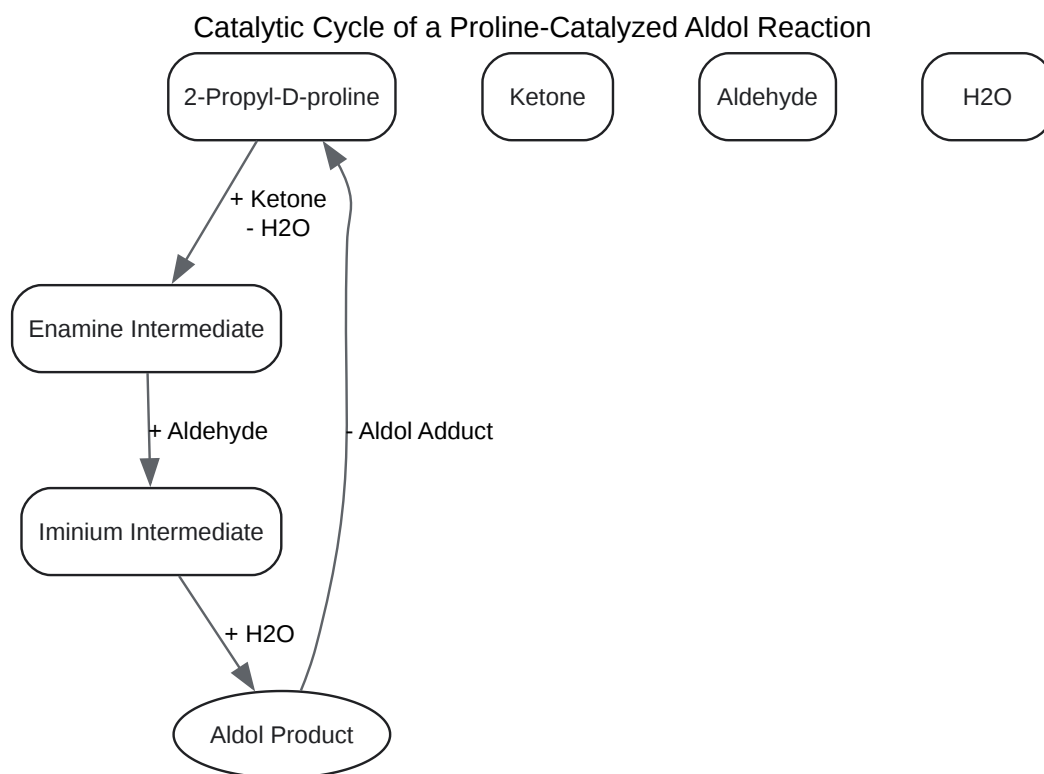 Catalytic Cycle of a Proline-Catalyzed Aldol Reaction
2-Propyl-D-proline
Ketone
Aldehyde
H2O
+ Ketone
- H2O
Enamine Intermediate
+ Aldehyde
- Aldol Adduct
Iminium Intermediate
+ H2O
Aldol Product